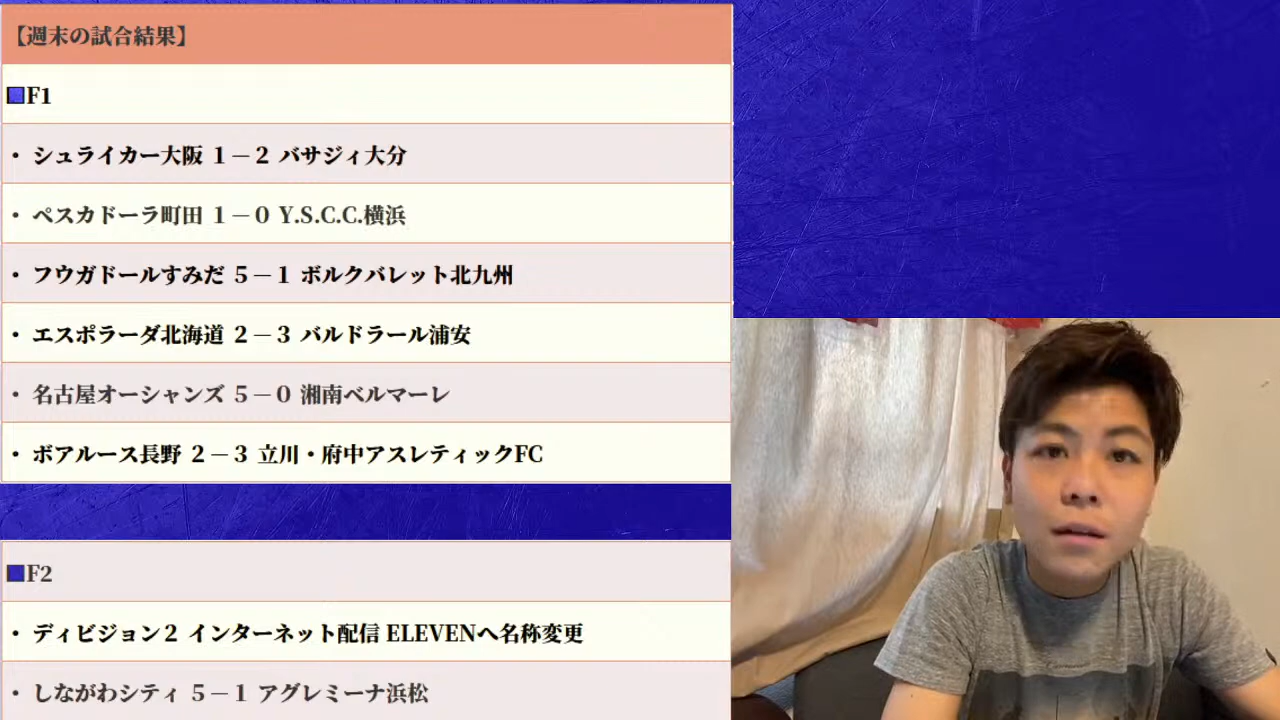 【週末の試合結果】
■F1
・ シュライカー大阪 １－２ バサジィ大分
・ ペスカドーラ町田 １－０ Y.S.C.C.横浜
・ フウガドールすみだ ５－１ ボルクバレット北九州
・ エスポラーダ北海道 ２－３ バルドラール浦安
・ 名古屋オーシャンズ ５－０ 湘南ベルマーレ
・ ボアルース長野 ２－３ 立川・府中アスレティックFC
■F2
・ ディビジョン２ インターネット配信 ELEVENへ名称変更
・ しながわシティ ５－１ アグレミーナ浜松